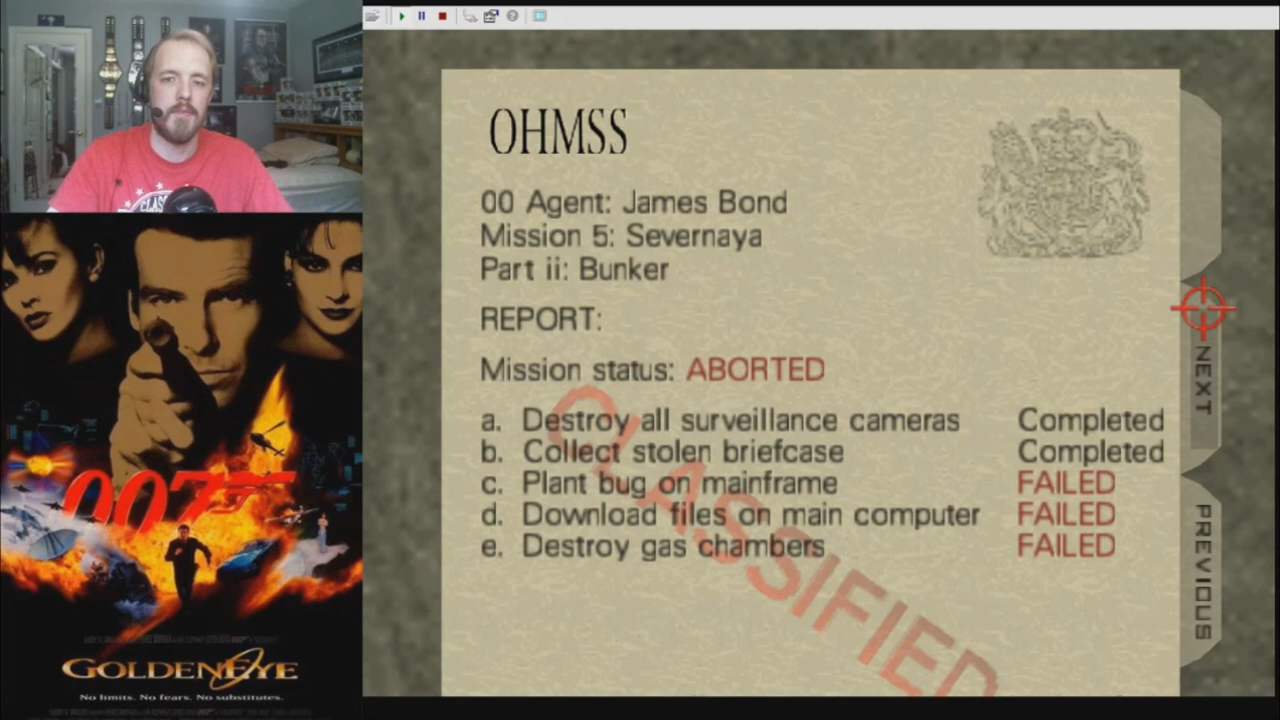 OHMSS
00 Agent: James Bond
Mission 5: Severnaya
Part ii: Bunker
REPORT:
Mission status: ABORTED
a. Destroy all surveillance cameras Completed
b. Collect stolen briefcase Completed
c. Plant bug on mainframe FAILED
d. Download files on main computer FAILED
e. Destroy gas chambers FAILED
CLASSIFIED
NEXT
PREVIOUS
CLAS
007
GOLDENEYE
No limits. No fears. No substitutes.